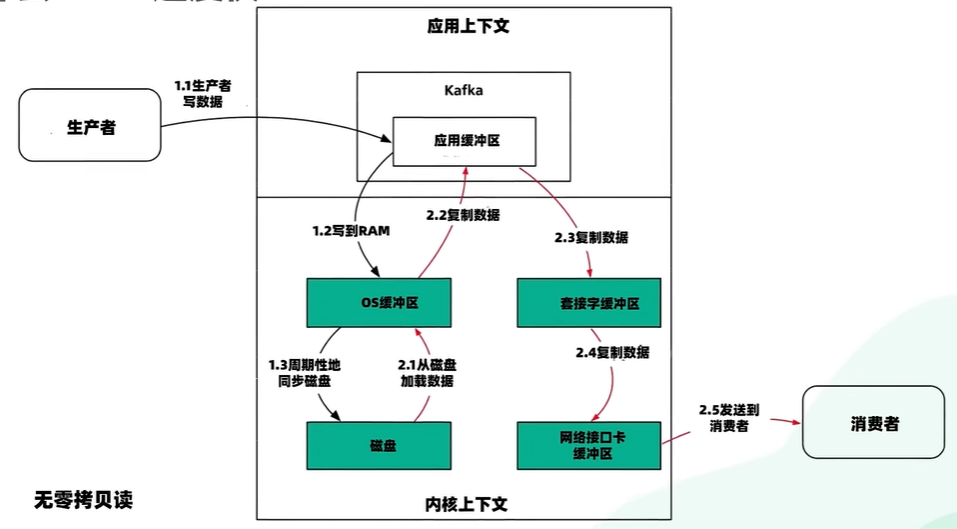 应用上下文
Kafka
应用缓冲区
1.1生产者
写数据
生产者
1.2写到RAM
2.2复制数据
2.3复制数据
OS缓冲区
套接字缓冲区
1.3周期性地
同步磁盘
2.1从磁盘
加载数据
2.4复制数据
磁盘
网络接口卡
缓冲区
2.5发送到
消费者
消费者
无零拷贝读
内核上下文